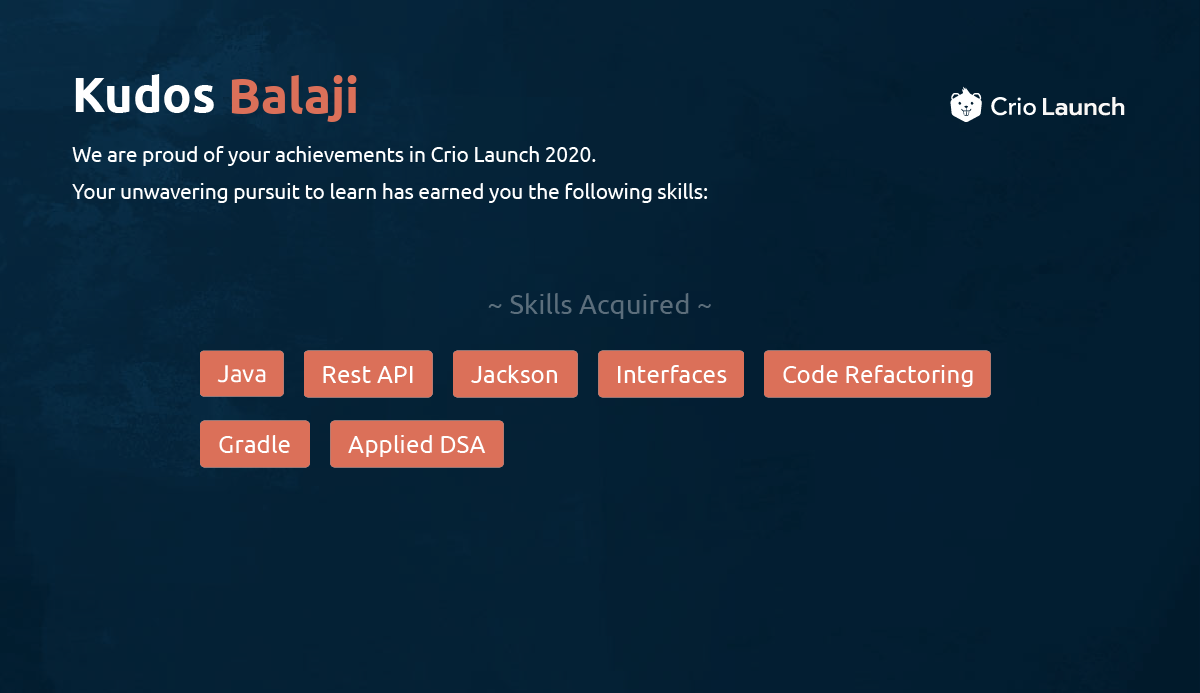 Kudos Balaji
Crio Launch
We are proud of your achievements in Crio Launch 2020.
Your unwavering pursuit to learn has earned you the following skills:
~ Skills Acquired ~
Java Rest API Jackson Interfaces Code Refactoring
Gradle Applied DSA